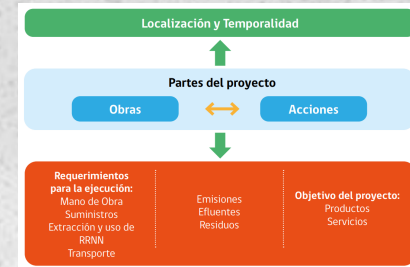 Localización y Temporalidad
Partes del proyecto
Obras
Acciones
Requerimientos
para la ejecución:
Mano de Obra
Suministros
Extracción y uso de
RRNN
Transporte
Emisiones
Efluentes
Residuos
Objetivo del proyecto:
Productos
Servicios